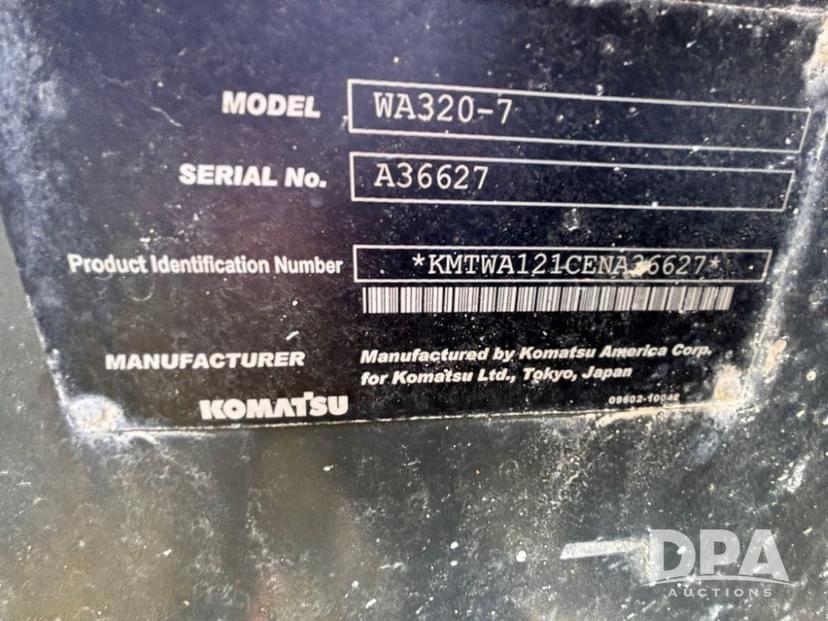 MODEL WA320-7
SERIAL No. A36627
Product Identification Number *KMTWA121CENA36627*
MANUFACTURER Manufactured by Komatsu America Corp.
for Komatsu Ltd., Tokyo, Japan
KOMATSU 09602-10042
DPA
AUCTIONS